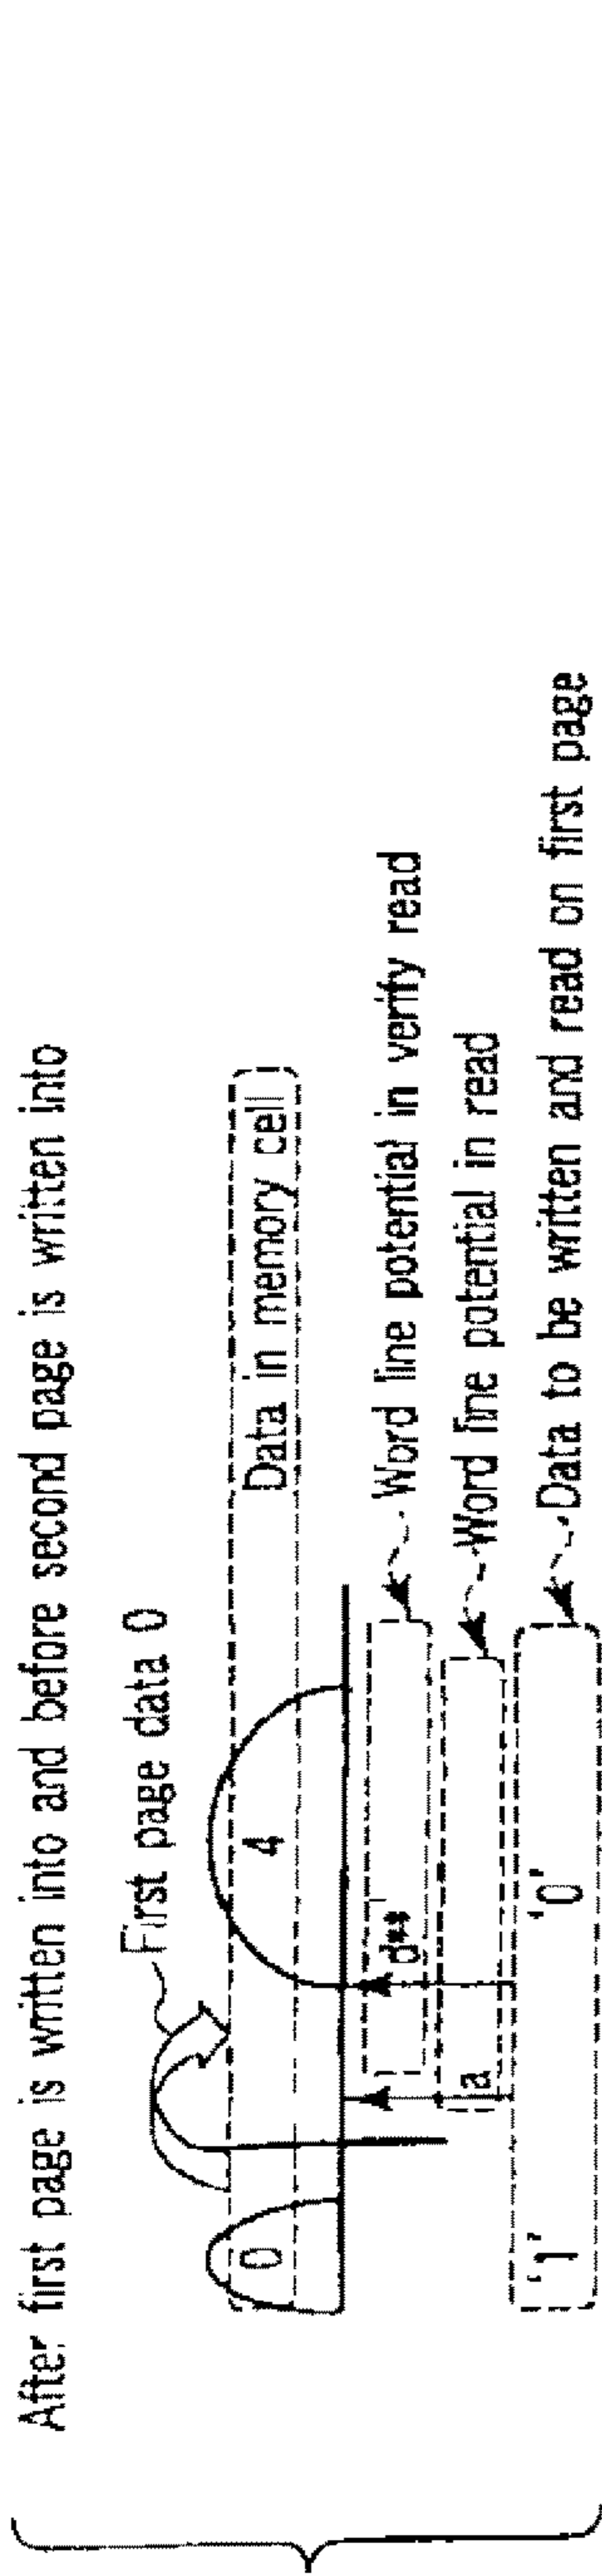 After first page is written into and before second page is written into
First page data 0
0 4 Data in memory cell
d** Word line potential in verify read
a Word line potential in read
'1' '0' Data to be written and read on first page